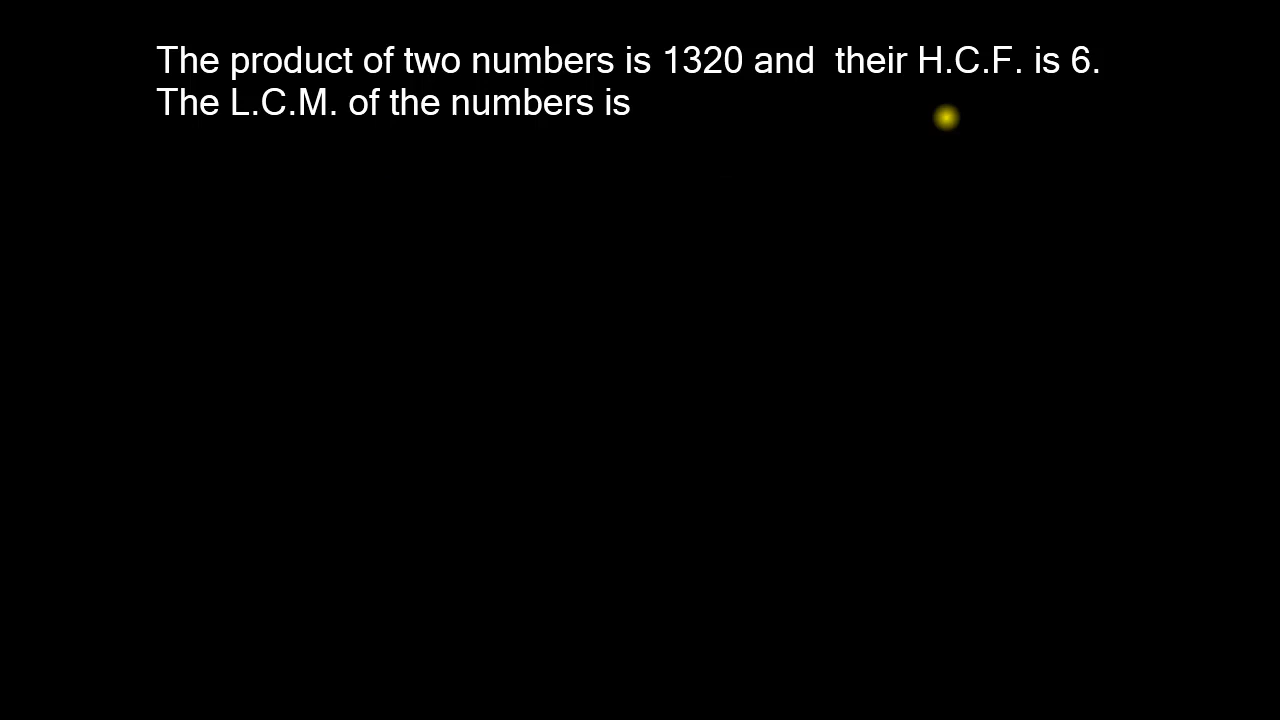 The product of two numbers is 1320 and  their H.C.F. is 6.
The L.C.M. of the numbers is